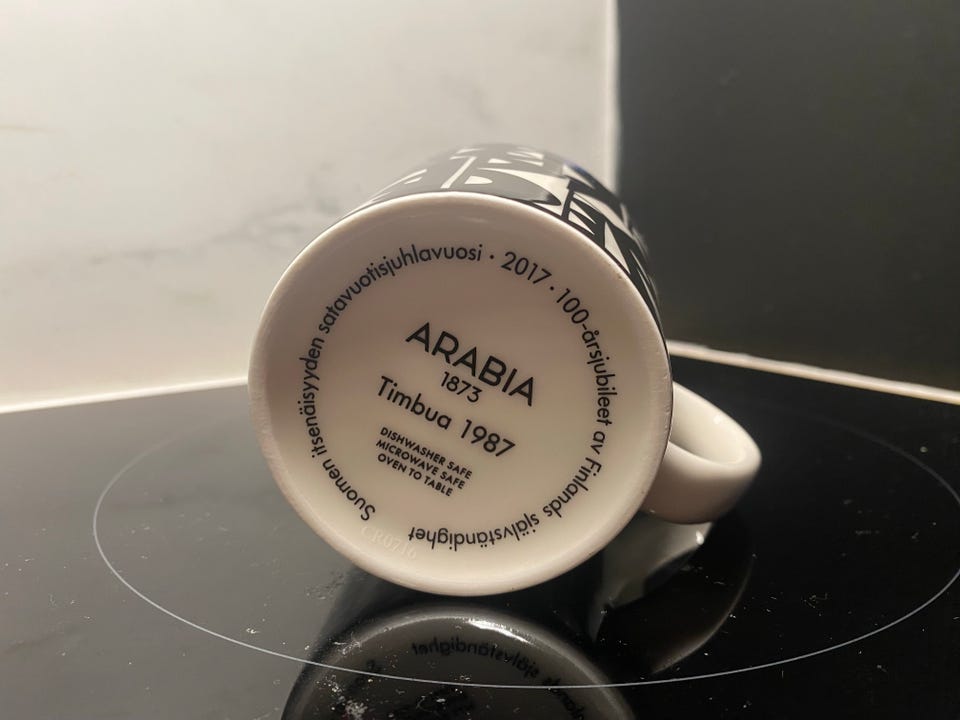 Suomen itsenäisyyden satavuotisjuhlavuosi · 2017 · 100-årsjubileet av Finlands självständighet
ARABIA
1873
Timbua 1987
DISHWASHER SAFE
MICROWAVE SAFE
OVEN TO TABLE
CR0716